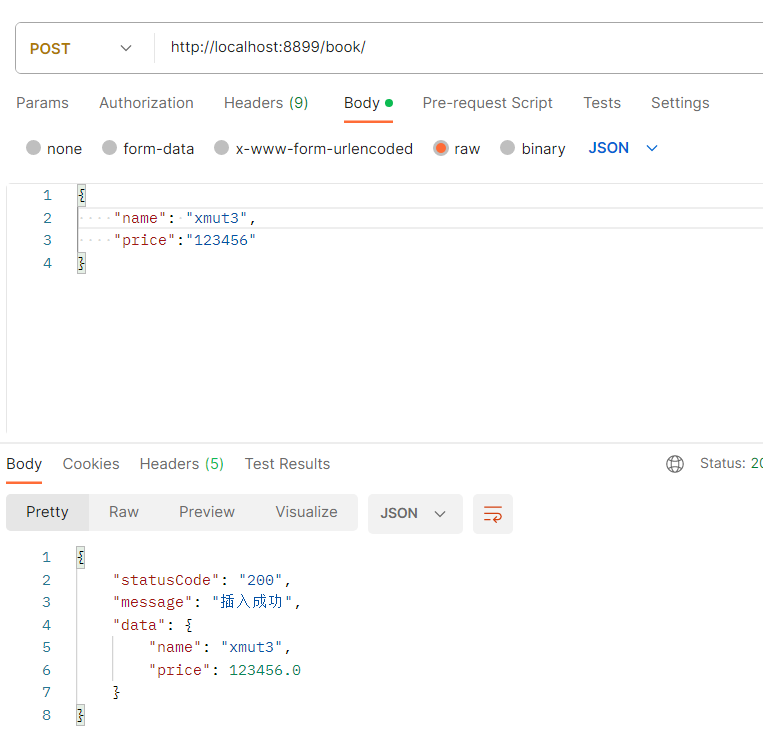 POST http://localhost:8899/book/
Params Authorization Headers (9) Body Pre-request Script Tests Settings
none form-data x-www-form-urlencoded raw binary JSON
1 {
2 "name": "xmut3",
3 "price":"123456"
4 }
Body Cookies Headers (5) Test Results Status: 20
Pretty Raw Preview Visualize JSON
1 {
2 "statusCode": "200",
3 "message": "插入成功",
4 "data": {
5 "name": "xmut3",
6 "price": 123456.0
7 }
8 }